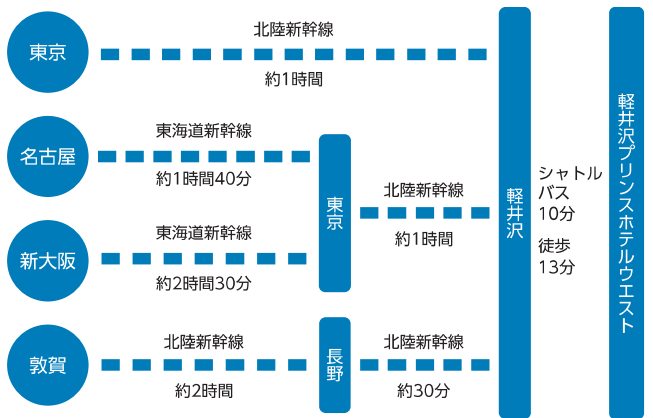 東京
北陸新幹線
約1時間
名古屋
東海道新幹線
約1時間40分
新大阪
東海道新幹線
約2時間30分
東京
北陸新幹線
約1時間
敦賀
北陸新幹線
約2時間
長野
北陸新幹線
約30分
軽井沢
シャトル
バス
10分
徒歩
13分
軽井沢プリンスホテルウエスト